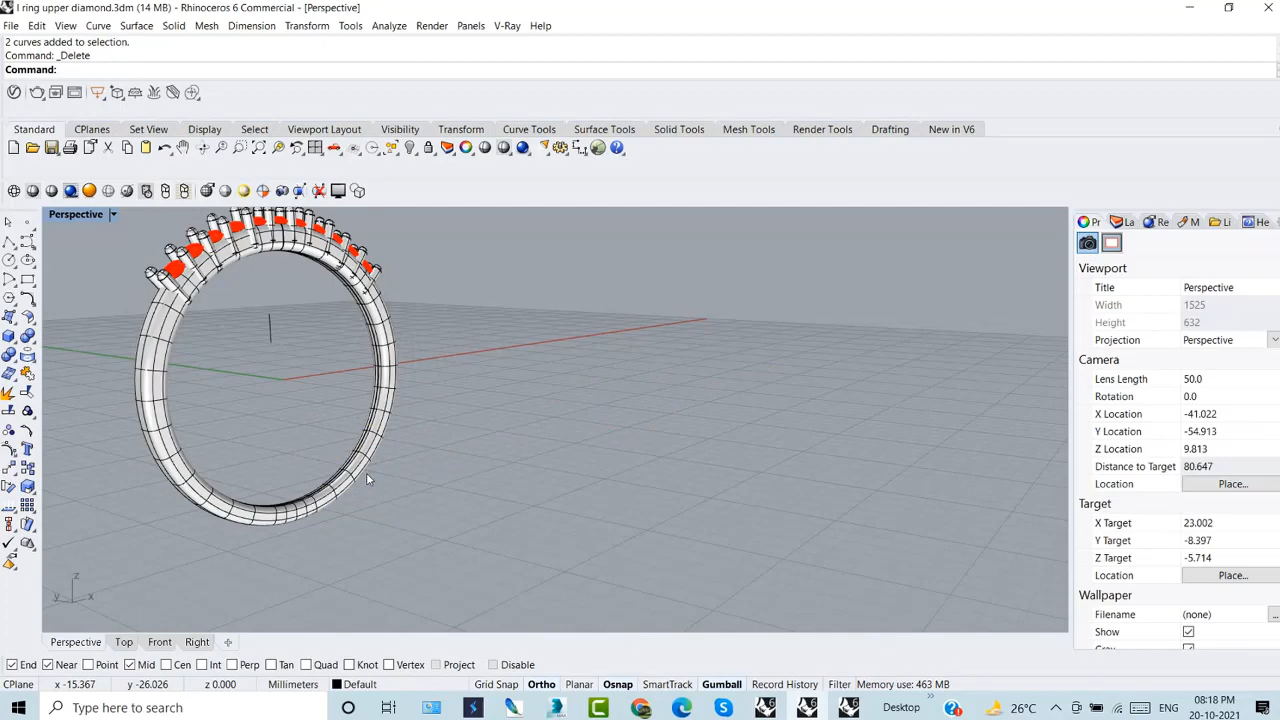 l ring upper diamond.3dm (14 MB) - Rhinoceros 6 Commercial - [Perspective]
File Edit View Curve Surface Solid Mesh Dimension Transform Tools Analyze Render Panels V-Ray Help
2 curves added to selection.
Command: _Delete
Command:
Standard CPlanes Set View Display Select Viewport Layout Visibility Transform Curve Tools Surface Tools Solid Tools Mesh Tools Render Tools Drafting New in V6
Perspective
Pr La Re M Li He
Viewport
Title Perspective
Width 1525
Height 632
Projection Perspective
Camera
Lens Length 50.0
Rotation 0.0
X Location -41.022
Y Location -54.913
Z Location 9.813
Distance to Target 80.647
Location Place...
Target
X Target 23.002
Y Target -8.397
Z Target -5.714
Location Place...
Wallpaper
Filename (none) ...
Show
Gray
z
y x
Perspective Top Front Right
End Near Point Mid Cen Int Perp Tan Quad Knot Vertex Project Disable
CPlane x -15.367 y -26.026 z 0.000 Millimeters Default Grid Snap Ortho Planar Osnap SmartTrack Gumball Record History Filter Memory use: 463 MB
Type here to search
Desktop
26°C
ENG
08:18 PM
20-10-2021